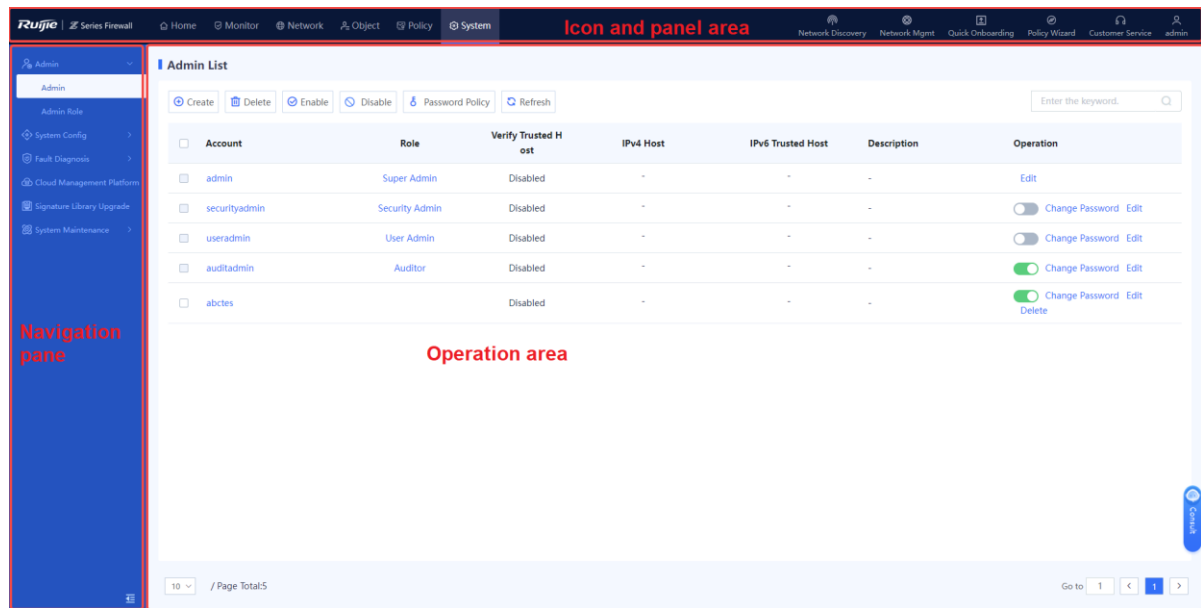 Ruijie | Z Series Firewall Home Monitor Network Object Policy System Icon and panel area Network Discovery Network Mgmt Quick Onboarding Policy Wizard Customer Service admin
Admin
Admin
Admin Role
System Config
Fault Diagnosis
Cloud Management Platform
Signature Library Upgrade
System Maintenance
Navigation
pane
Admin List
Create Delete Enable Disable Password Policy Refresh Enter the keyword.
Account Role Verify Trusted H IPv4 Host IPv6 Trusted Host Description Operation
ost
admin Super Admin Disabled - - - Edit
securityadmin Security Admin Disabled - - - Change Password Edit
useradmin User Admin Disabled - - - Change Password Edit
auditadmin Auditor Disabled - - - Change Password Edit
abctes Disabled - - - Change Password Edit
Delete
Operation area
Consult
10 / Page Total:5 Go to 1 < 1 >